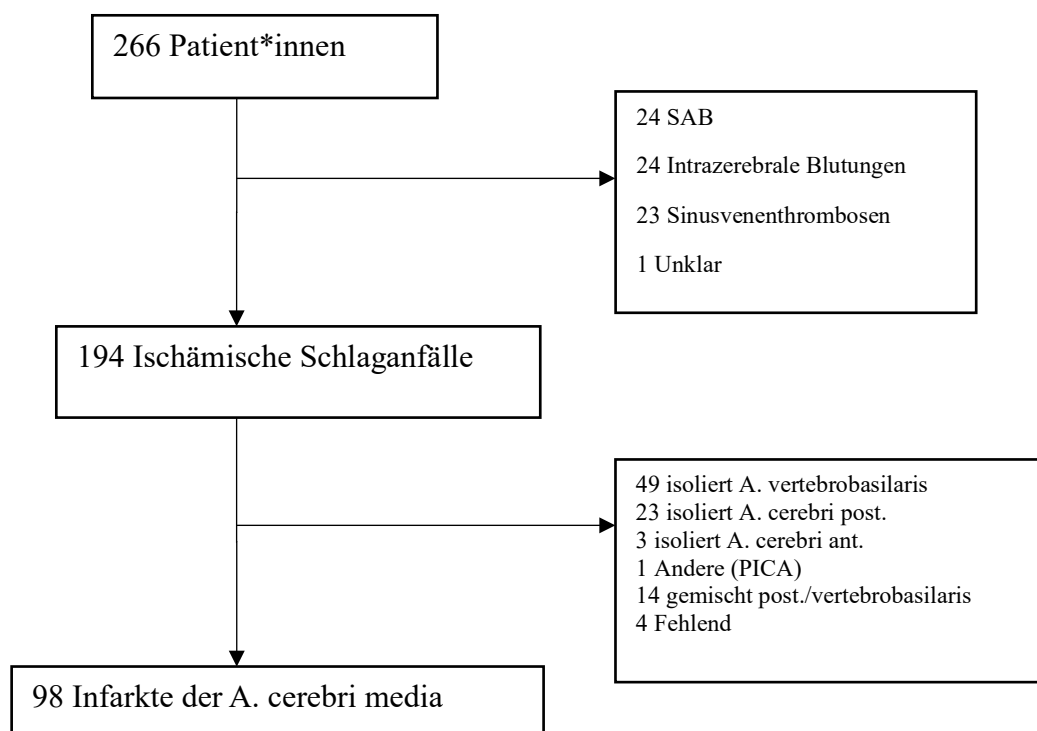 266 Patient*innen
24 SAB
24 Intrazerebrale Blutungen
23 Sinusvenenthrombosen
1 Unklar
194 Ischämische Schlaganfälle
49 isoliert A. vertebrobasilaris
23 isoliert A. cerebri post.
3 isoliert A. cerebri ant.
1 Andere (PICA)
14 gemischt post./vertebrobasilaris
4 Fehlend
98 Infarkte der A. cerebri media